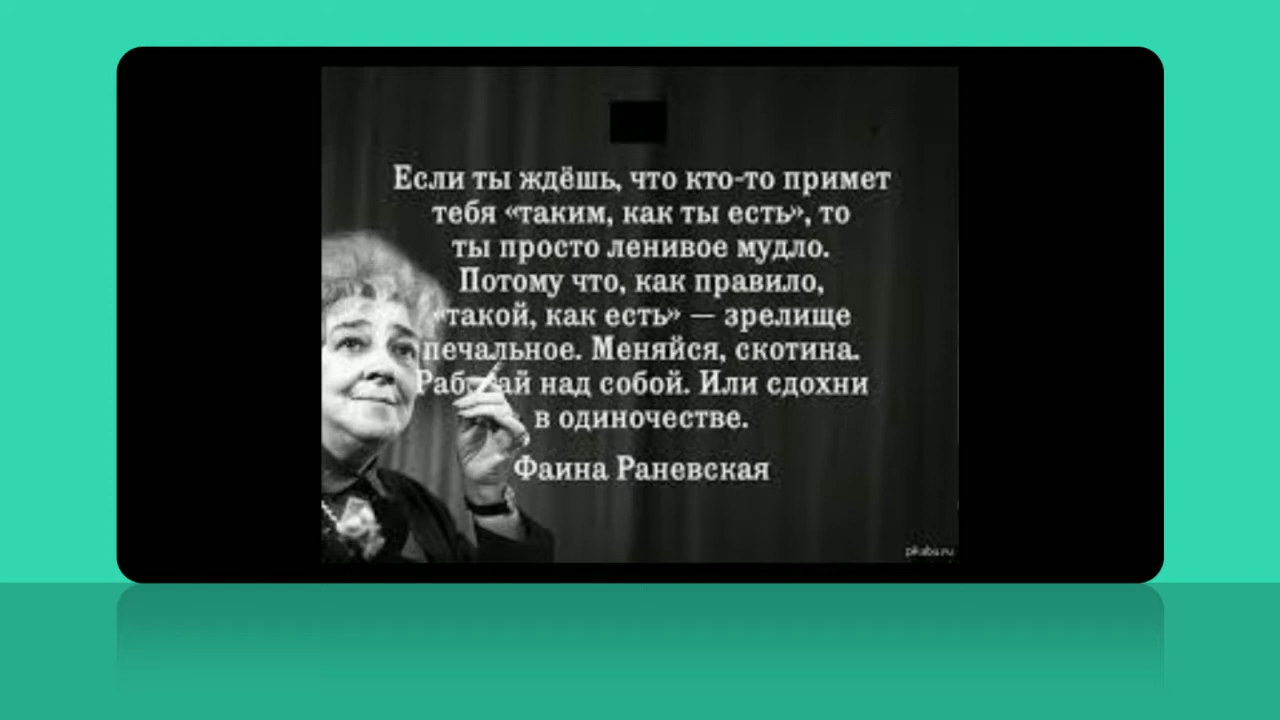 Если ты ждёшь, что кто-то примет
тебя «таким, как ты есть», то
ты просто ленивое мудло.
Потому что, как правило,
«такой, как есть» — зрелище
печальное. Меняйся, скотина.
Работай над собой. Или сдохни
в одиночестве.
Фаина Раневская
pikabu.ru